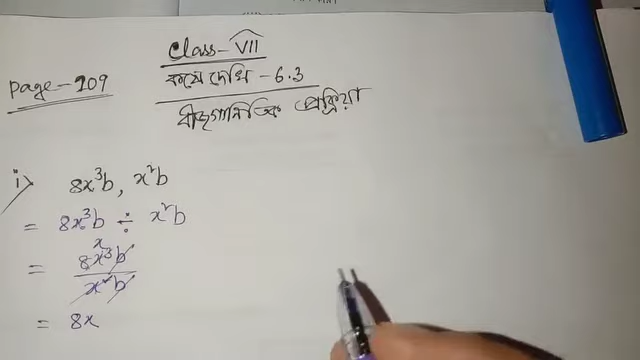 Class-VII
কষে দেখি - 6.3
Page-109
বীজগাণিতিক প্রক্রিয়া
i> 8x³b, x²b
= 8x³b ÷ x²b
x
= 8x³b / x²b
= 8x